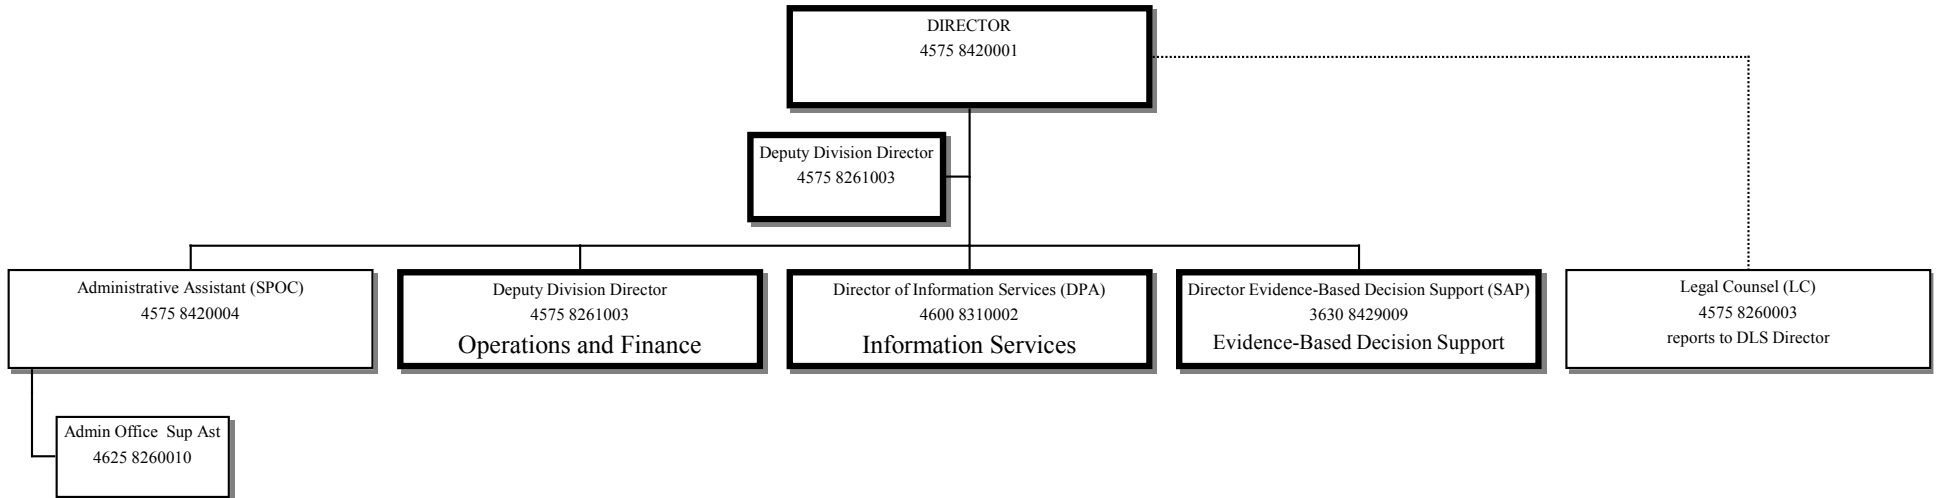 DIRECTOR
4575 8420001
Deputy Division Director
4575 8261003
Administrative Assistant (SPOC)
4575 8420004
Deputy Division Director
4575 8261003
Operations and Finance
Director of Information Services (DPA)
4600 8310002
Information Services
Director Evidence-Based Decision Support (SAP)
3630 8429009
Evidence-Based Decision Support
Legal Counsel (LC)
4575 8260003
reports to DLS Director
Admin Office  Sup Ast
4625 8260010